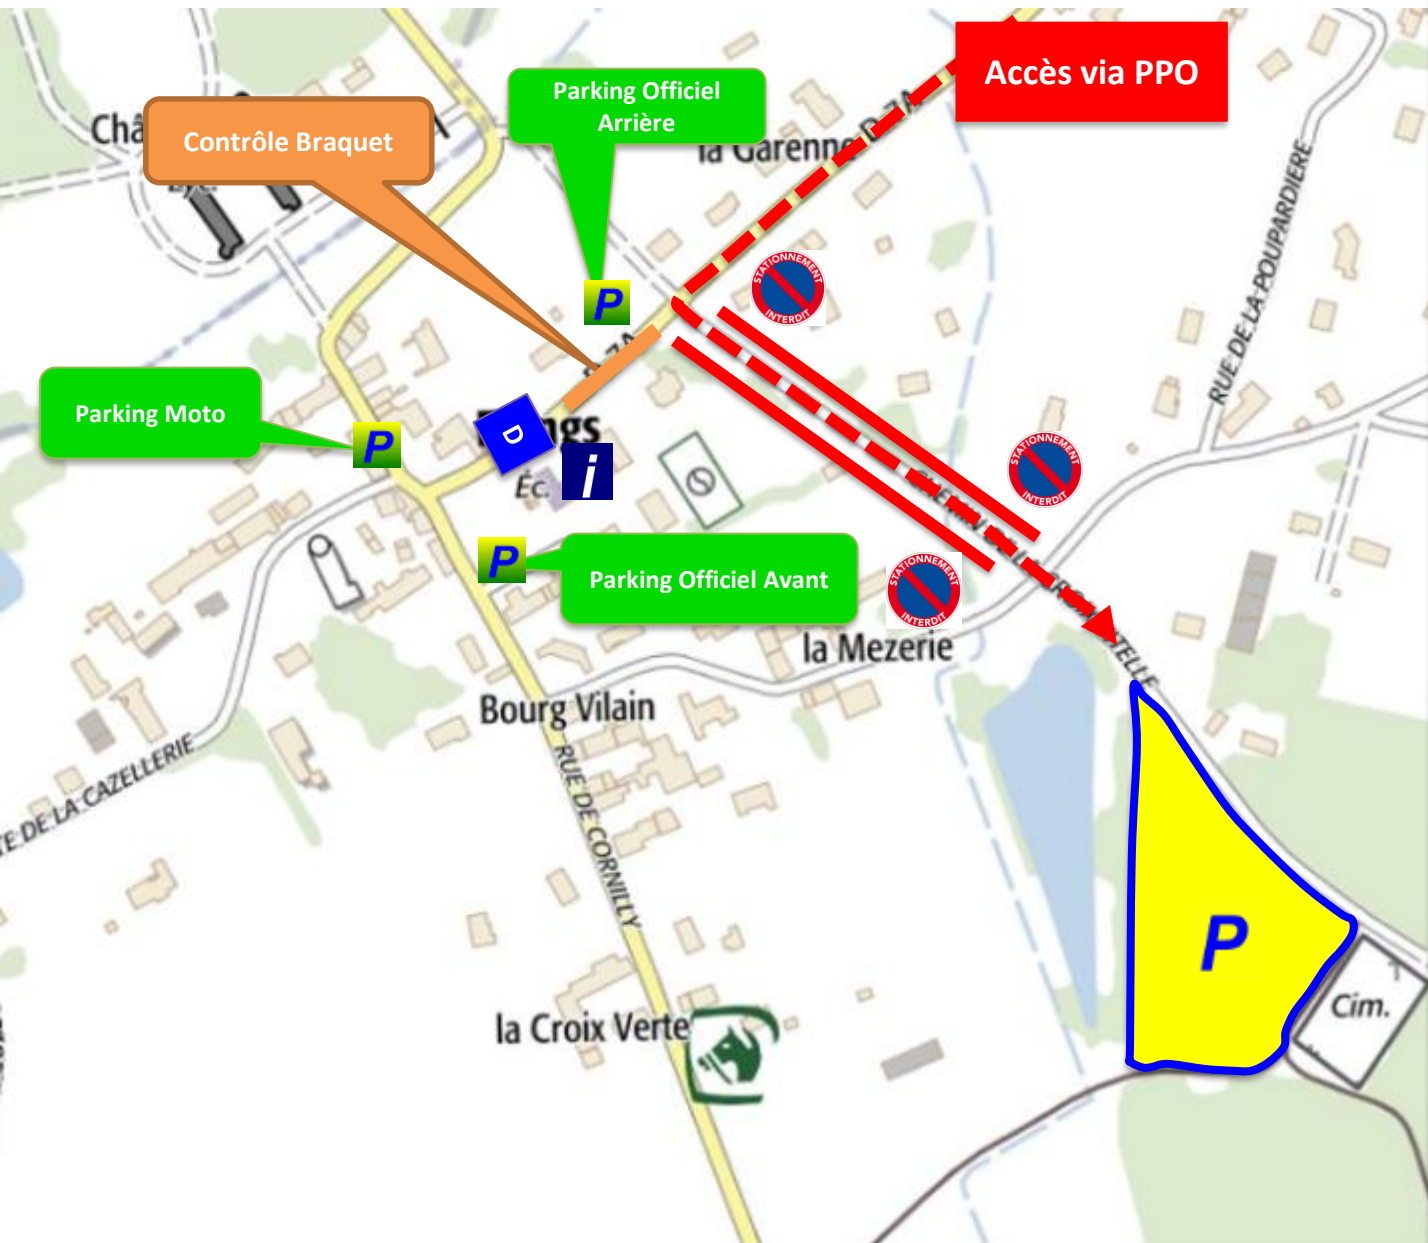 Accès via PPO
Parking Officiel
Arrière
Contrôle Braquet
la Garenne
STATIONNEMENT
INTERDIT
RUE DE LA POUPARDIERE
P
Parking Moto
P
D
Éc.
i
STATIONNEMENT
INTERDIT
P
Parking Officiel Avant
STATIONNEMENT
INTERDIT
la Mezerie
Bourg Vilain
RUE DE CORNILLY
DE LA CAZELLERIE
P
Cim.
la Croix Verte